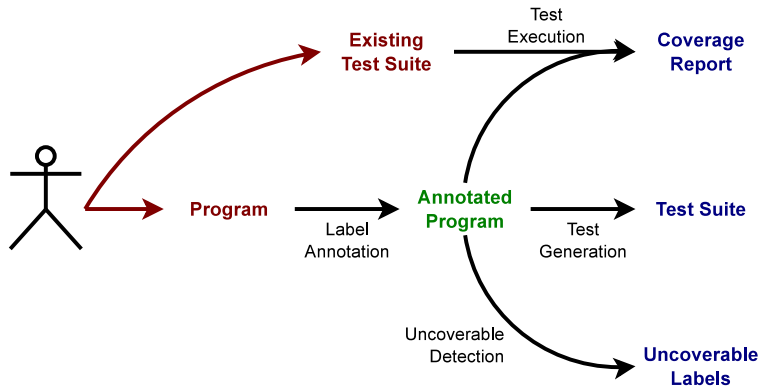 Test
Execution
Existing
Test Suite
Coverage
Report
Program
Label
Annotation
Annotated
Program
Test
Generation
Test Suite
Uncoverable
Detection
Uncoverable
Labels